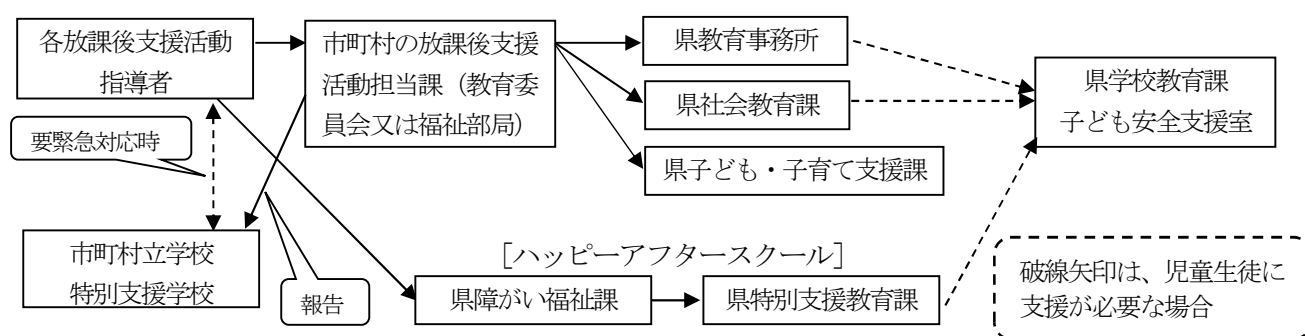 各放課後支援活動
指導者
市町村の放課後支援
活動担当課（教育委
員会又は福祉部局）
県教育事務所
県社会教育課
県子ども・子育て支援課
県学校教育課
子ども安全支援室
要緊急対応時
市町村立学校
特別支援学校
報告
［ハッピーアフタースクール］
県障がい福祉課
県特別支援教育課
破線矢印は、児童生徒に
支援が必要な場合